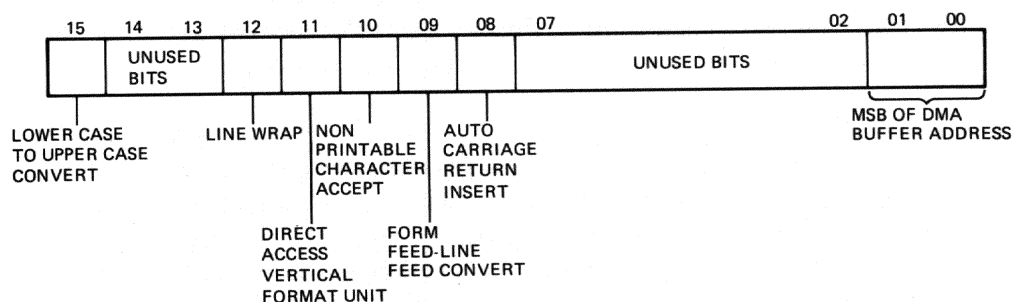 15 14 13 12 11 10 09 08 07 02 01 00
UNUSED
BITS
UNUSED BITS
LOWER CASE
TO UPPER CASE
CONVERT
LINE WRAP
NON
PRINTABLE
CHARACTER
ACCEPT
AUTO
CARRIAGE
RETURN
INSERT
MSB OF DMA
BUFFER ADDRESS
DIRECT
ACCESS
VERTICAL
FORMAT UNIT
FORM
FEED-LINE
FEED CONVERT